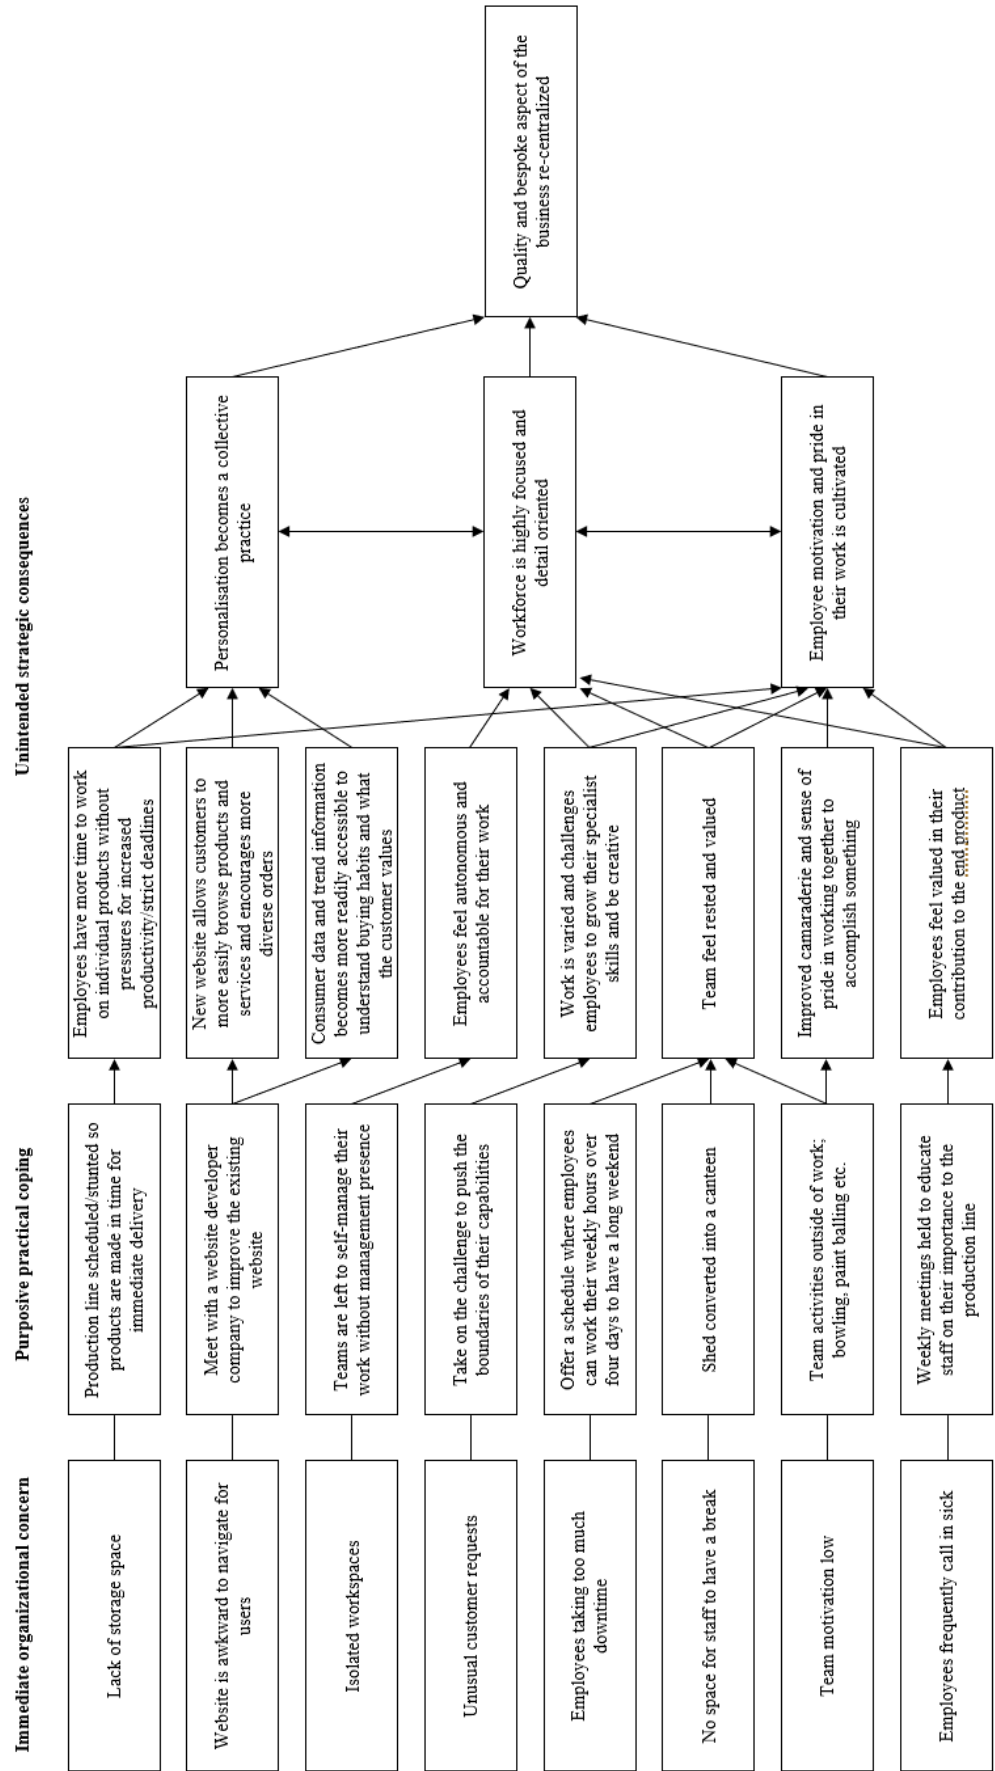 Immediate organizational concern
Purposive practical coping
Unintended strategic consequences
Lack of storage space
Website is awkward to navigate for
users
Isolated workspaces
Unusual customer requests
Employees taking too much
downtime
No space for staff to have a break
Team motivation low
Employees frequently call in sick
Production line scheduled/stunted so
products are made in time for
immediate delivery
Meet with a website developer
company to improve the existing
website
Teams are left to self-manage their
work without management presence
Take on the challenge to push the
boundaries of their capabilities
Offer a schedule where employees
can work their weekly hours over
four days to have a long weekend
Shed converted into a canteen
Team activities outside of work;
bowling, paint balling etc.
Weekly meetings held to educate
staff on their importance to the
production line
Employees have more time to work
on individual products without
pressures for increased
productivity/strict deadlines
New website allows customers to
more easily browse products and
services and encourages more
diverse orders
Consumer data and trend information
becomes more readily accessible to
understand buying habits and what
the customer values
Employees feel autonomous and
accountable for their work
Work is varied and challenges
employees to grow their specialist
skills and be creative
Team feel rested and valued
Improved camaraderie and sense of
pride in working together to
accomplish something
Employees feel valued in their
contribution to the end product
Personalisation becomes a collective
practice
Workforce is highly focused and
detail oriented
Employee motivation and pride in
their work is cultivated
Quality and bespoke aspect of the
business re-centralized